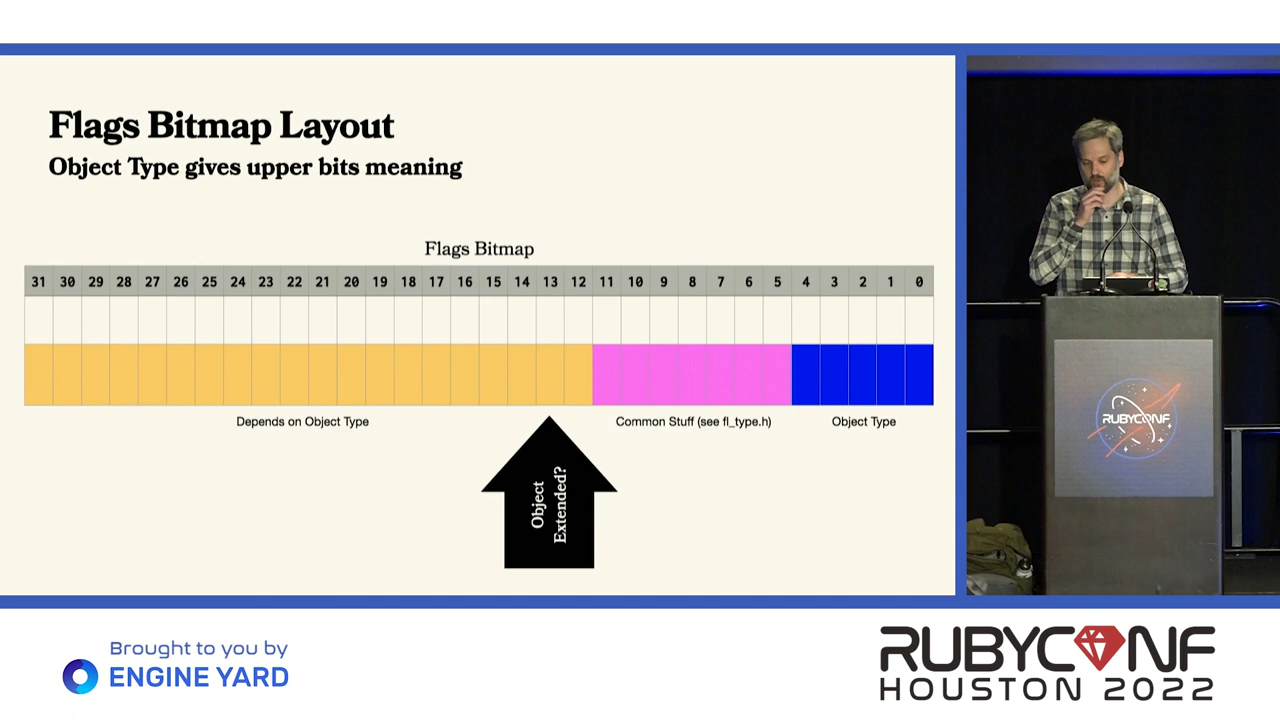 Flags Bitmap Layout
Object Type gives upper bits meaning
Flags Bitmap
31 30 29 28 27 26 25 24 23 22 21 20 19 18 17 16 15 14 13 12 11 10 9 8 7 6 5 4 3 2 1 0
Depends on Object Type
Common Stuff (see fl_type.h)
Object Type
Object
Extended?
RUBYCONF
Brought to you by
ENGINE YARD
RUBYCONF
HOUSTON 2022